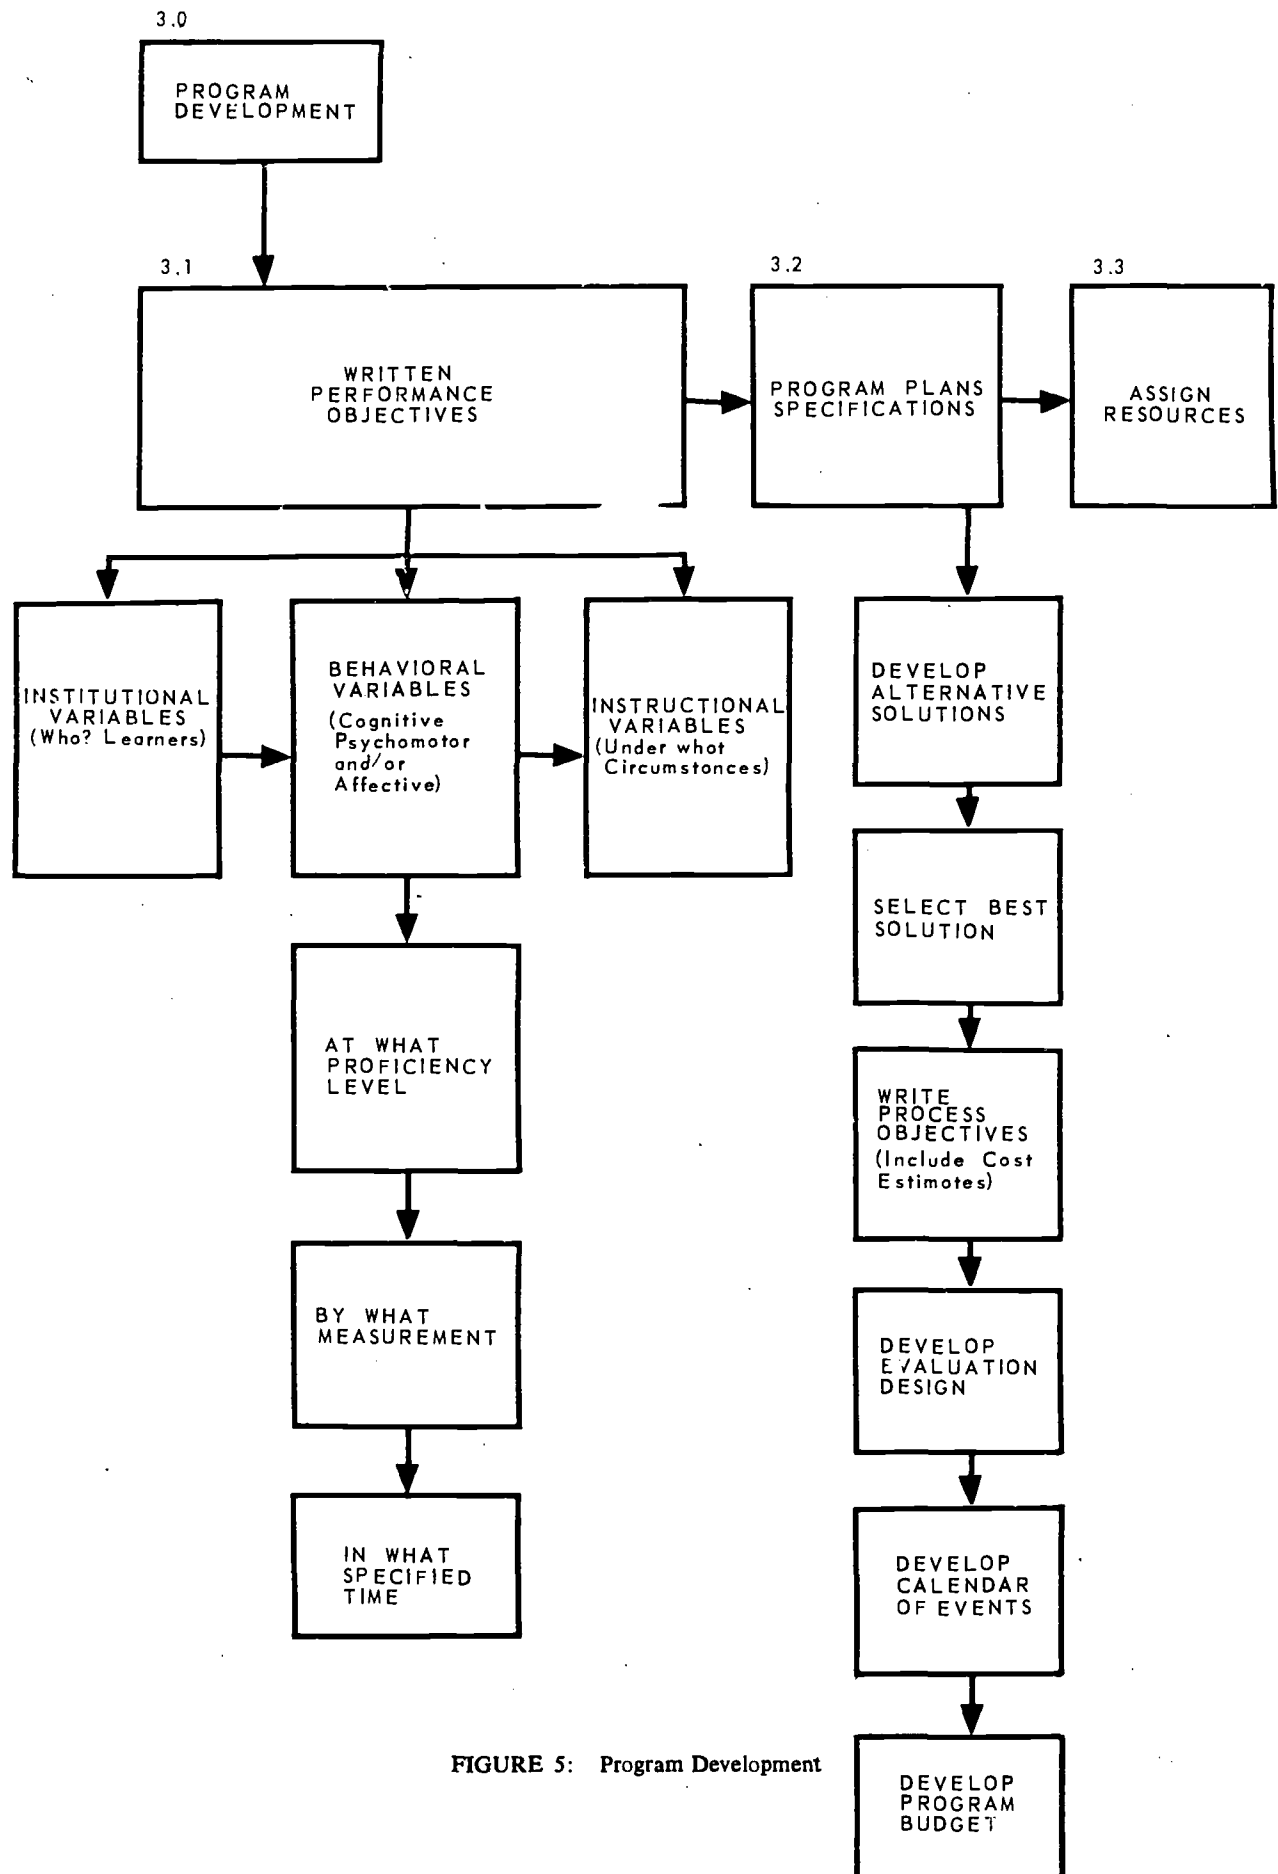 3.0
PROGRAM
DEVELOPMENT
3.1
WRITTEN
PERFORMANCE
OBJECTIVES
3.2
PROGRAM PLANS
SPECIFICATIONS
3.3
ASSIGN
RESOURCES
INSTITUTIONAL
VARIABLES
(Who? Learners)
BEHAVIORAL
VARIABLES
(Cognitive
Psychomotor
and/or
Affective)
INSTRUCTIONAL
VARIABLES
(Under what
Circumstances)
AT WHAT
PROFICIENCY
LEVEL
BY WHAT
MEASUREMENT
IN WHAT
SPECIFIED
TIME
DEVELOP
ALTERNATIVE
SOLUTIONS
SELECT BEST
SOLUTION
WRITE
PROCESS
OBJECTIVES
(Include Cost
Estimates)
DEVELOP
EVALUATION
DESIGN
DEVELOP
CALENDAR
OF EVENTS
DEVELOP
PROGRAM
BUDGET
FIGURE 5: Program Development